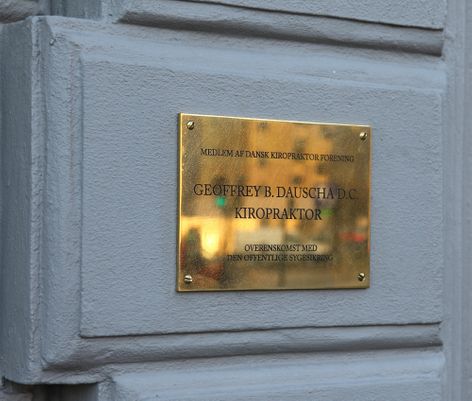 MEDLEM AF DANSK KIROPRAKTOR FORENING
GEOFFREY B. DAUSCHA D.C.
KIROPRAKTOR
OVERENSKOMST MED
DEN OFFENTLIGE SYGESIKRING